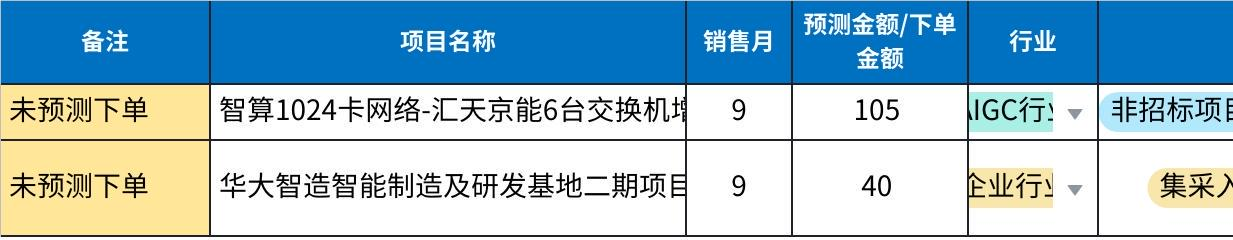 备注 项目名称 销售月 预测金额/下单金额 行业
未预测下单 智算1024卡网络-汇天京能6台交换机增 9 105 AIGC行业 非招标项目
未预测下单 华大智造智能制造及研发基地二期项目 9 40 企业行业 集采入